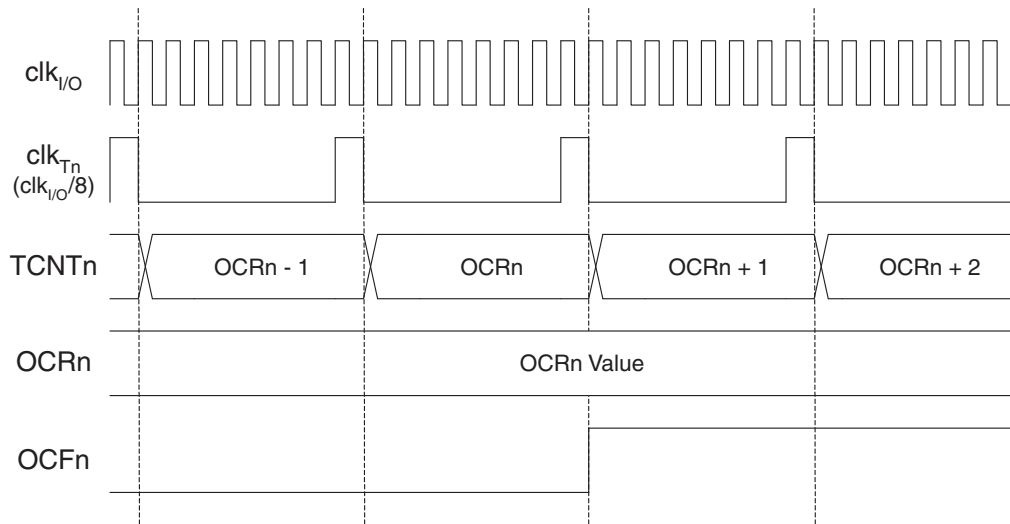 clkI/O
clkTn
(clkI/O/8)
TCNTn
OCRn - 1
OCRn
OCRn + 1
OCRn + 2
OCRn
OCRn Value
OCFn